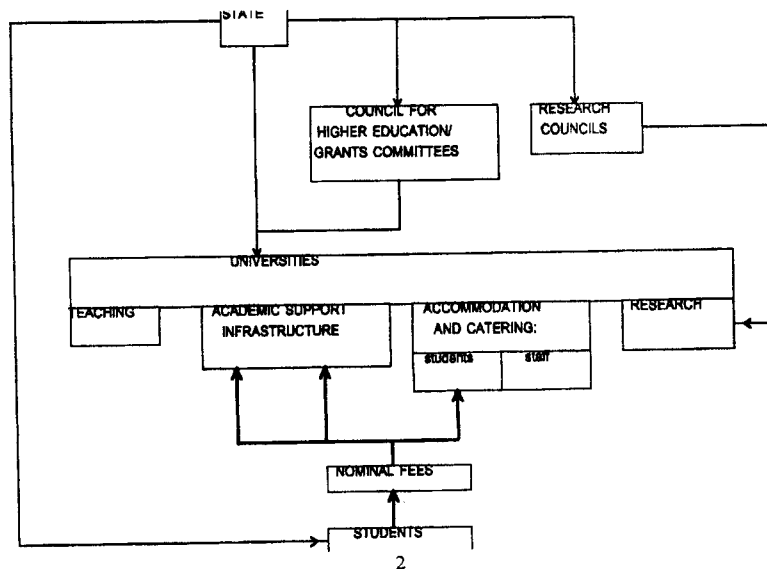 STATE
COUNCIL FOR
HIGHER EDUCATION/
GRANTS COMMITTEES
RESEARCH
COUNCILS
UNIVERSITIES
TEACHING
ACADEMIC SUPPORT
INFRASTRUCTURE
ACCOMMODATION
AND CATERING:
students
staff
RESEARCH
NOMINAL FEES
STUDENTS
2